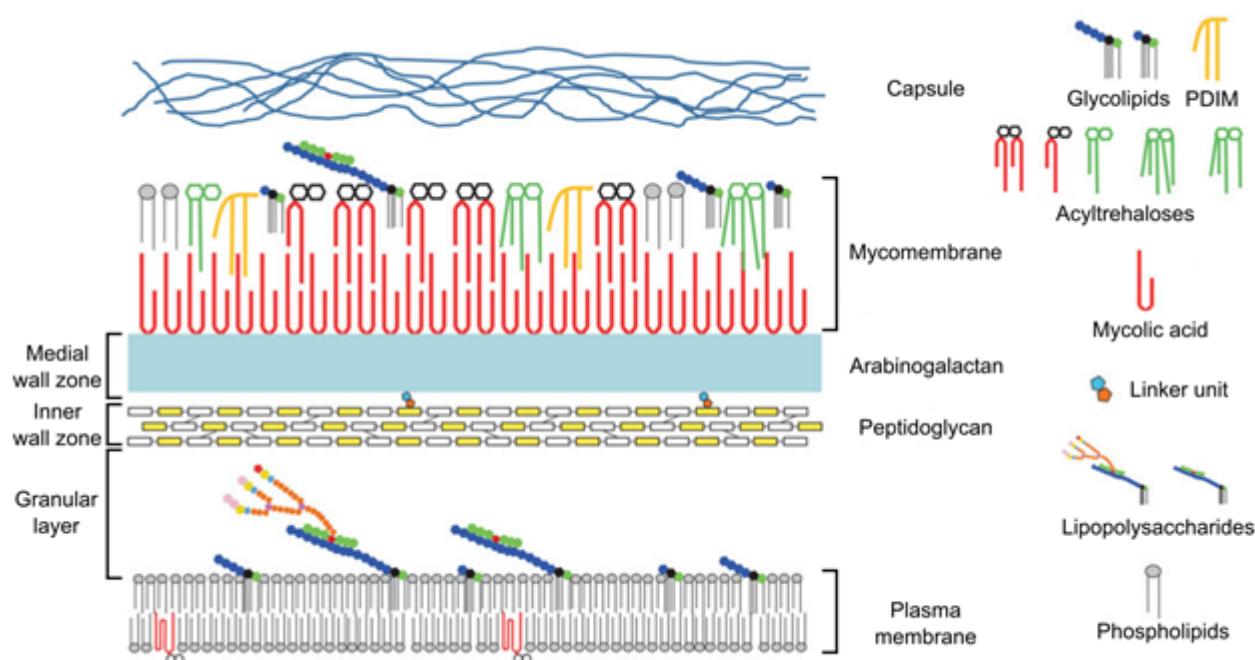 Capsule
Glycolipids PDIM
Acyltrehaloses
Mycomembrane
Mycolic acid
Medial
wall zone
Arabinogalactan
Linker unit
Inner
wall zone
Peptidoglycan
Granular
layer
Lipopolysaccharides
Plasma
membrane
Phospholipids